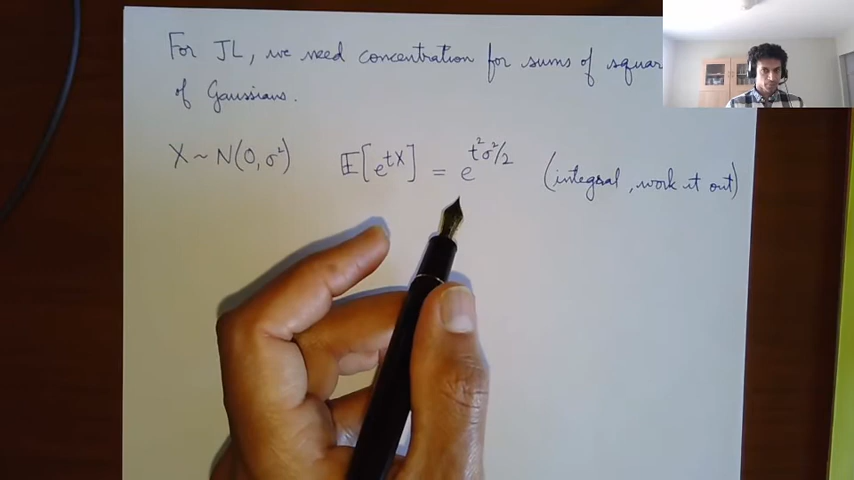 For JL, we need concentration for sums of
of Gaussians.
X ~ N(0, σ²) 𝔼[e^{tX}] = e^{t²σ²/2} (integral, work it out)